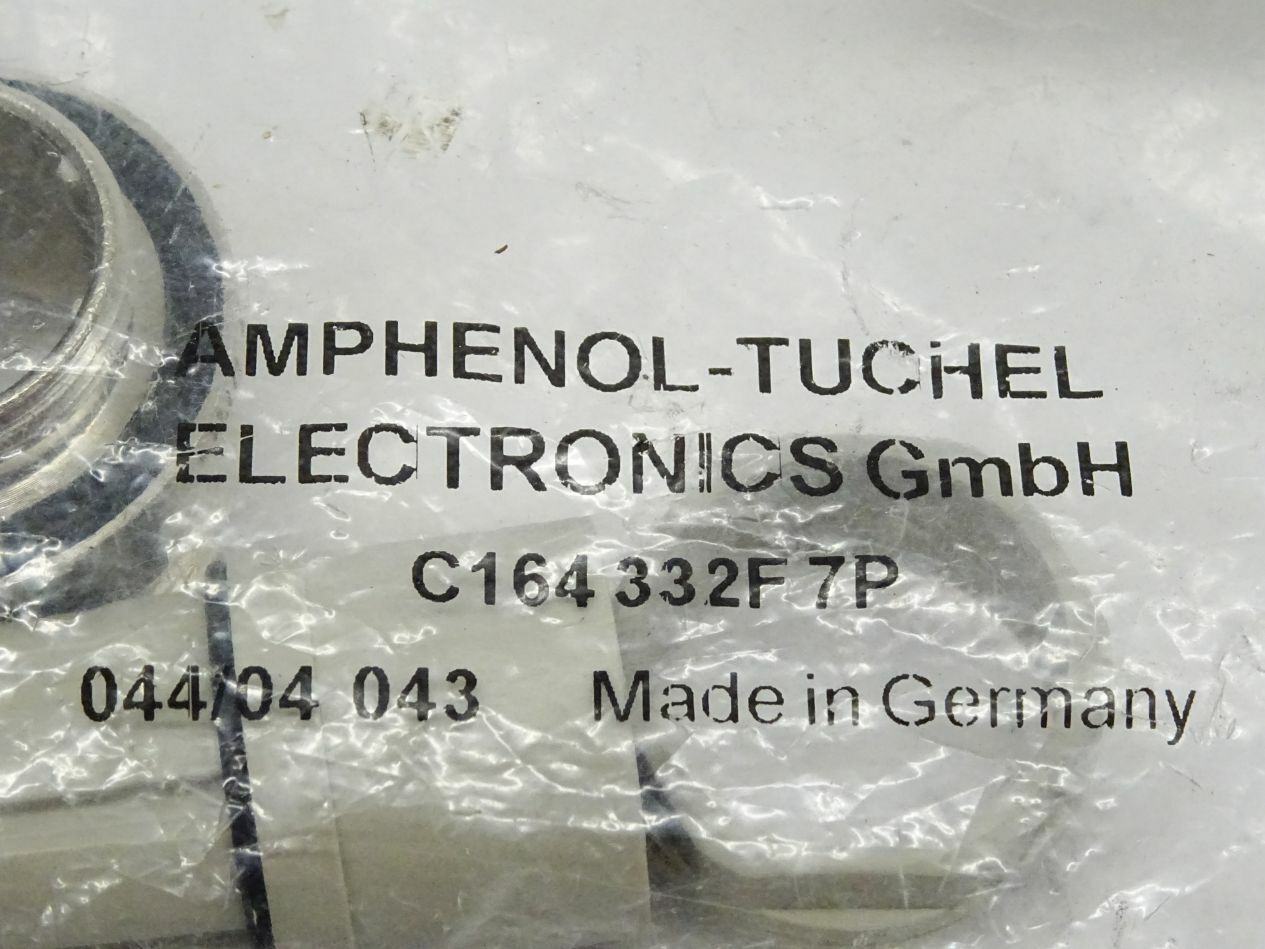 AMPHENOL-TUCHEL
ELECTRONICS GmbH
C164 332F 7P
044/04 043 Made in Germany